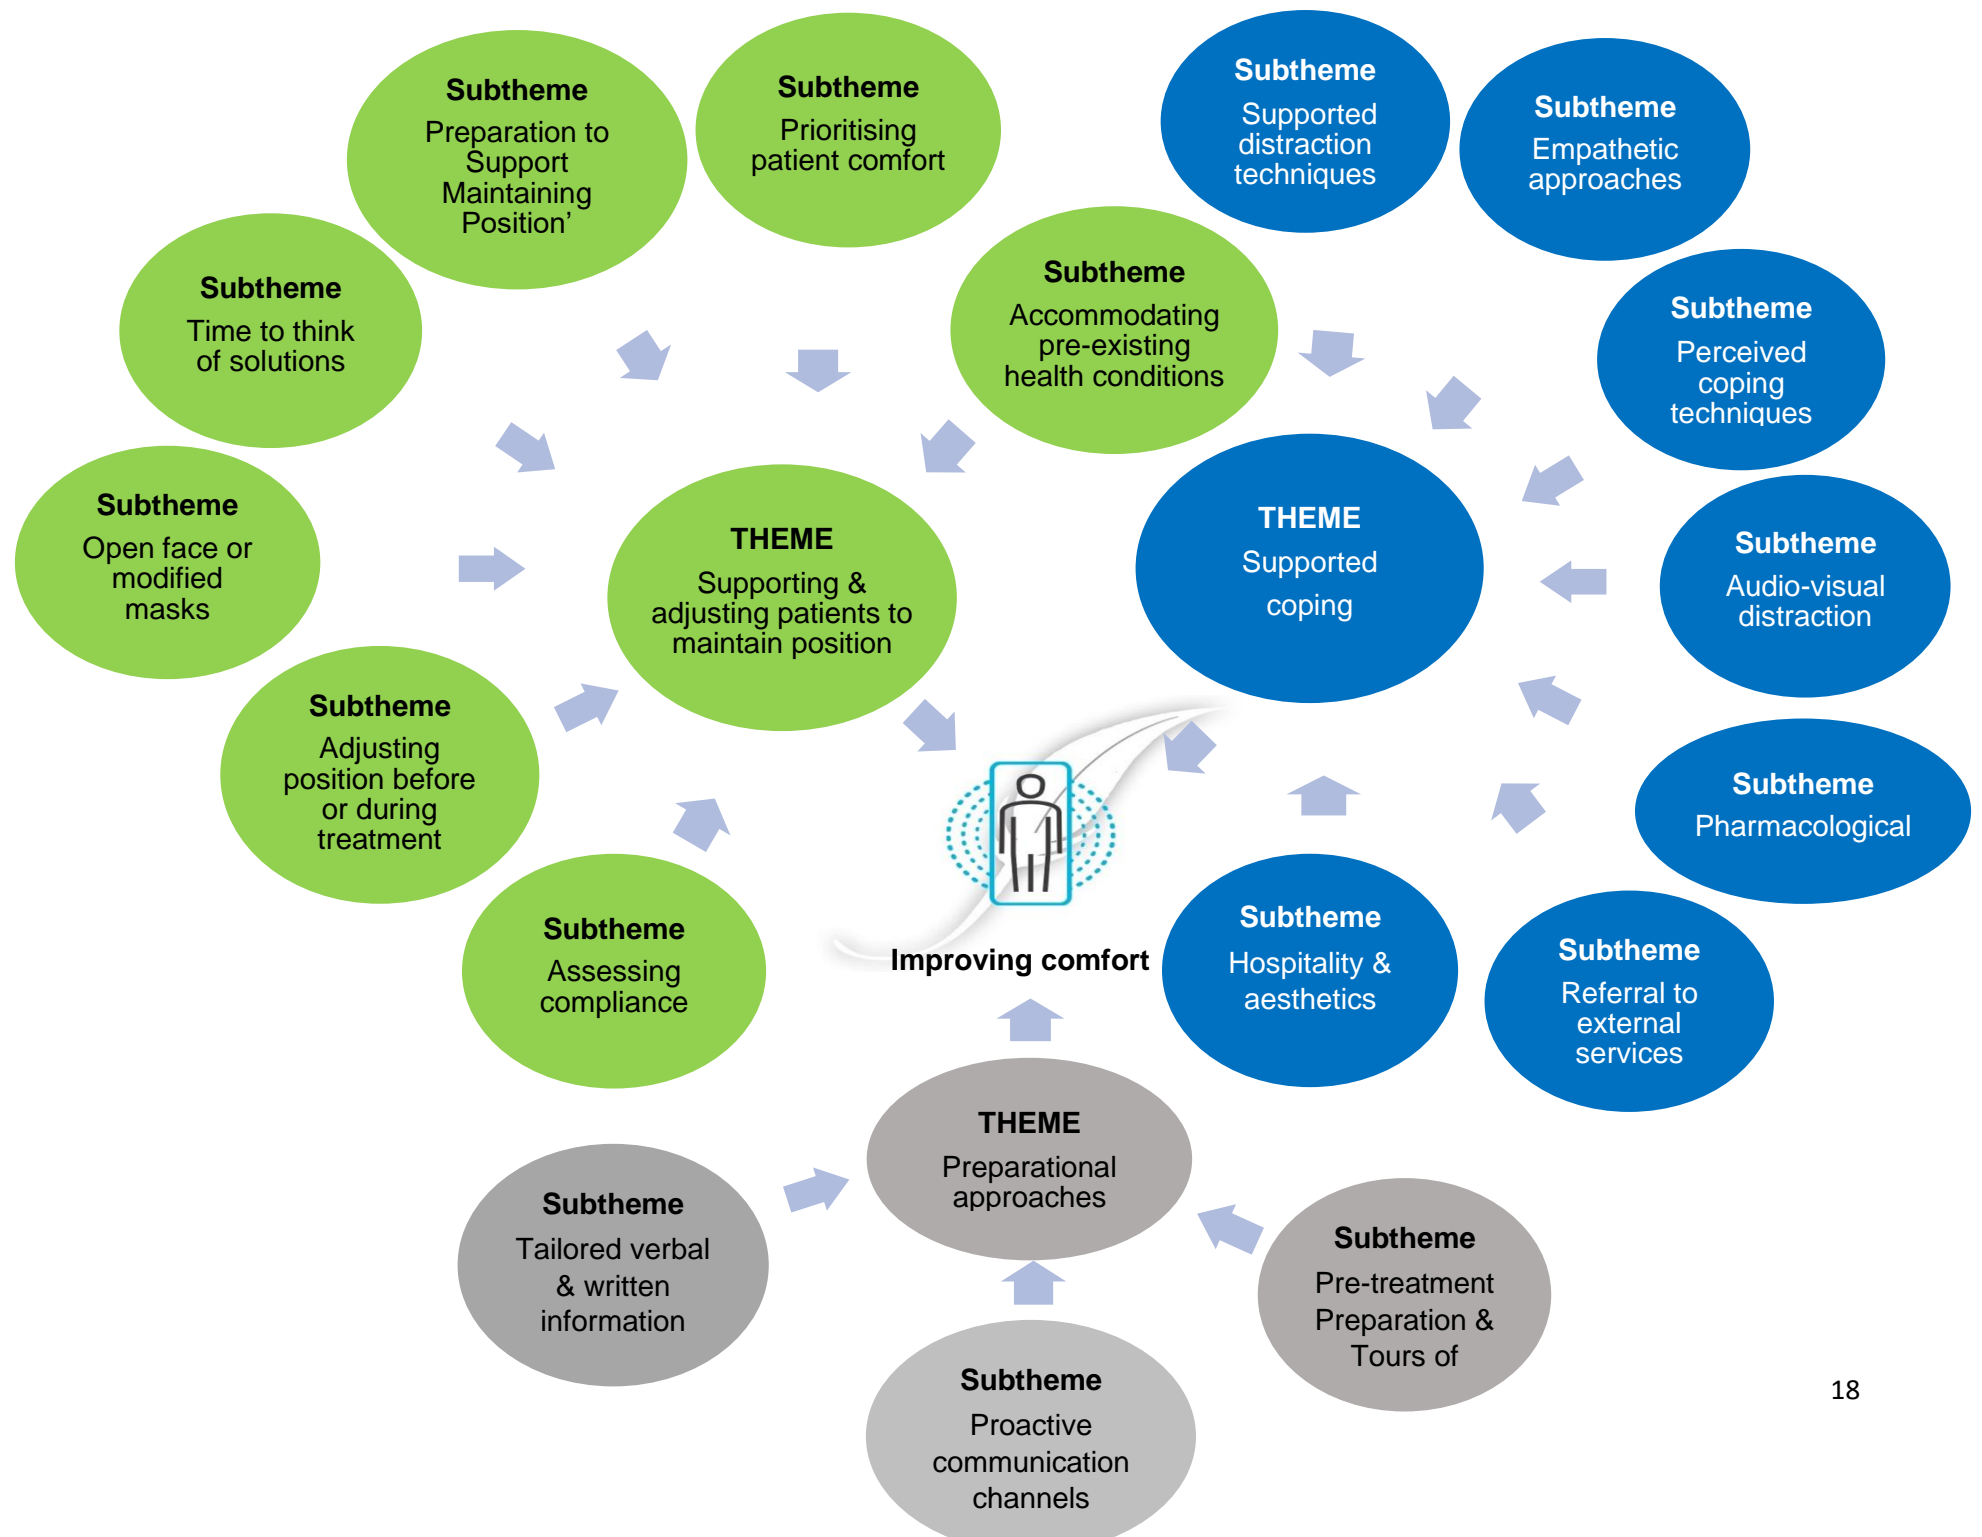 Subtheme
Preparation to
Support
Maintaining
Position’
Subtheme
Prioritising
patient comfort
Subtheme
Supported
distraction
techniques
Subtheme
Empathetic
approaches
Subtheme
Time to think
of solutions
Subtheme
Accommodating
pre-existing
health conditions
Subtheme
Perceived
coping
techniques
Subtheme
Open face or
modified
masks
THEME
Supporting &
adjusting patients to
maintain position
THEME
Supported
coping
Subtheme
Audio-visual
distraction
Subtheme
Adjusting
position before
or during
treatment
Subtheme
Pharmacological
Subtheme
Assessing
compliance
Improving comfort
Subtheme
Hospitality &
aesthetics
Subtheme
Referral to
external
services
THEME
Preparational
approaches
Subtheme
Tailored verbal
& written
information
Subtheme
Pre-treatment
Preparation &
Tours of
Subtheme
Proactive
communication
channels
18